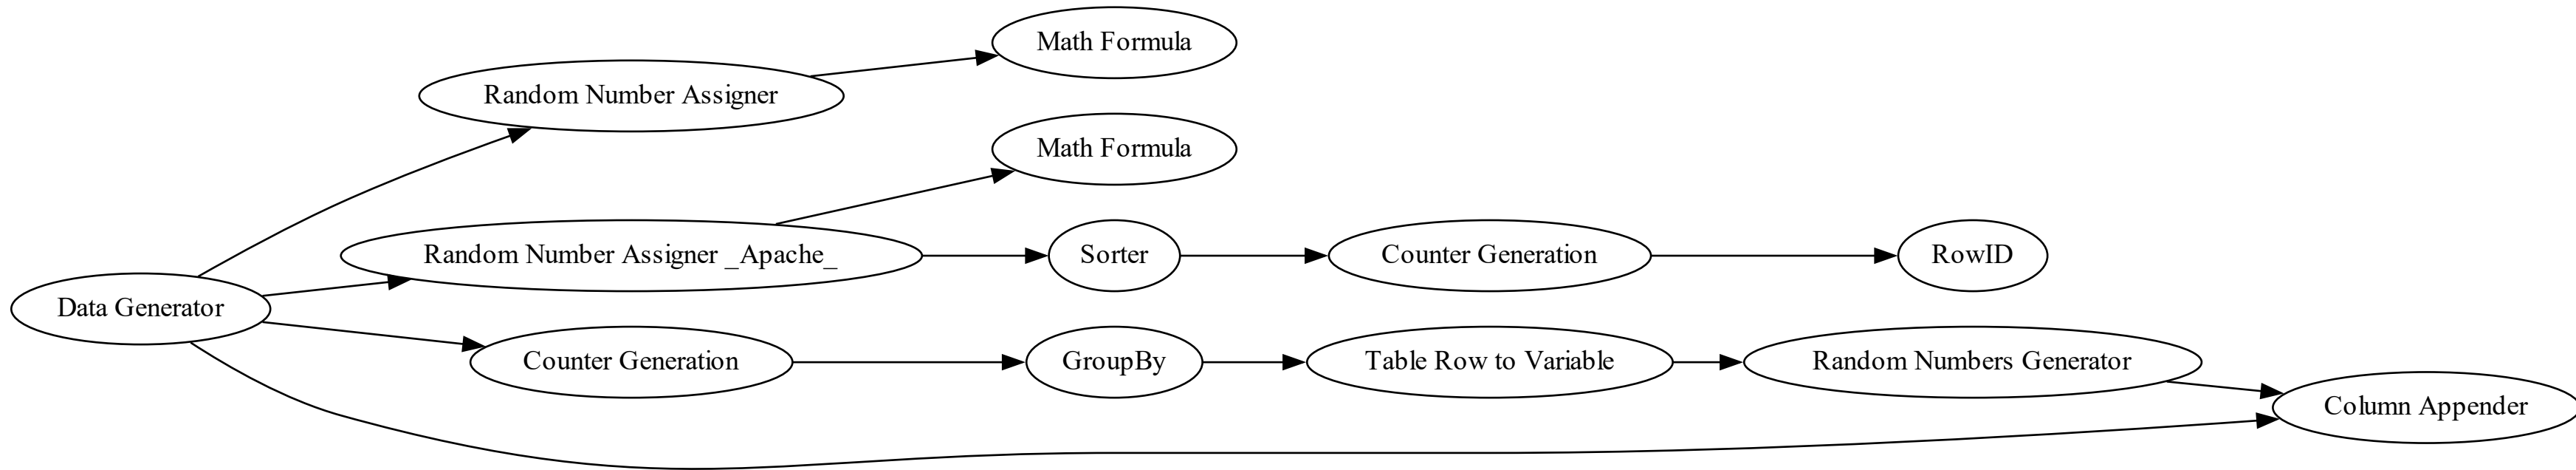 Math Formula
Random Number Assigner
Math Formula
Random Number Assigner _Apache_
Sorter
Counter Generation
RowID
Data Generator
Counter Generation
GroupBy
Table Row to Variable
Random Numbers Generator
Column Appender